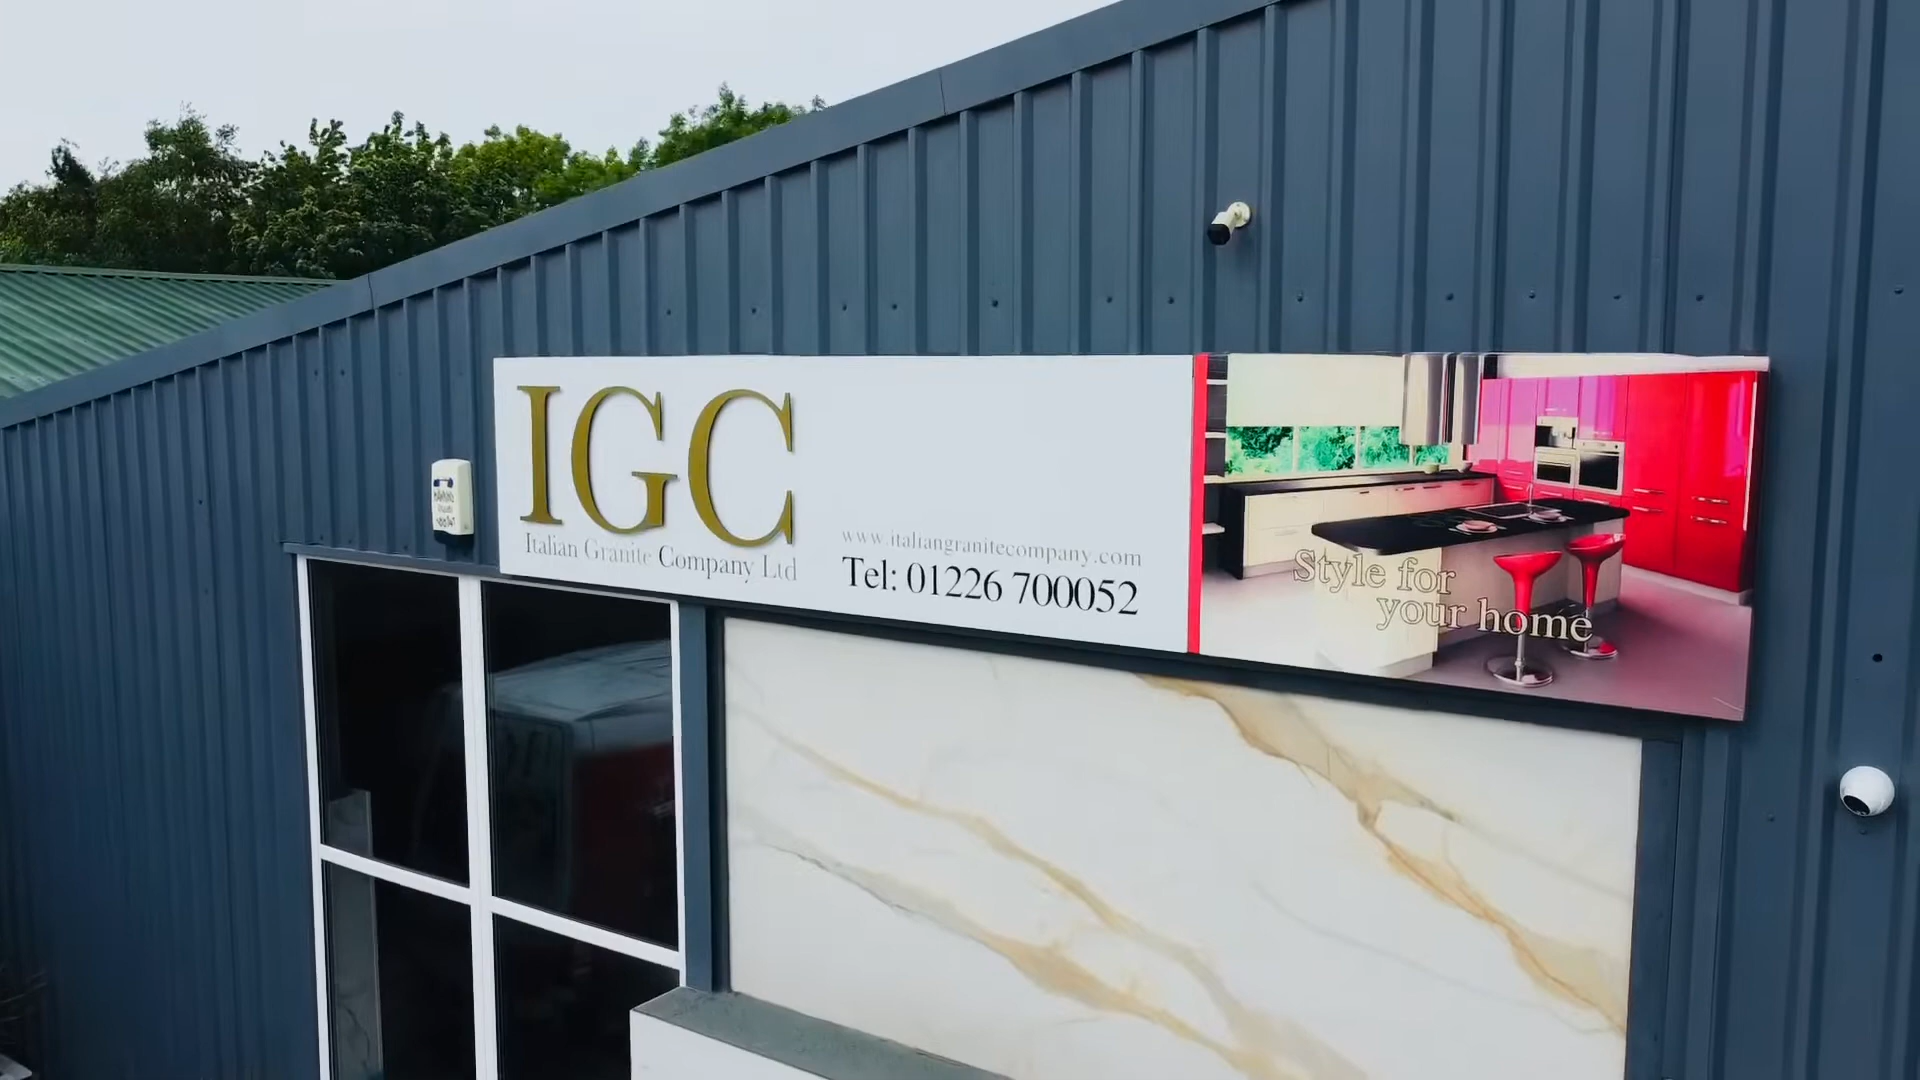 IGC
Italian Granite Company Ltd
www.italiangranitecompany.com
Tel: 01226 700052
Style for
your home